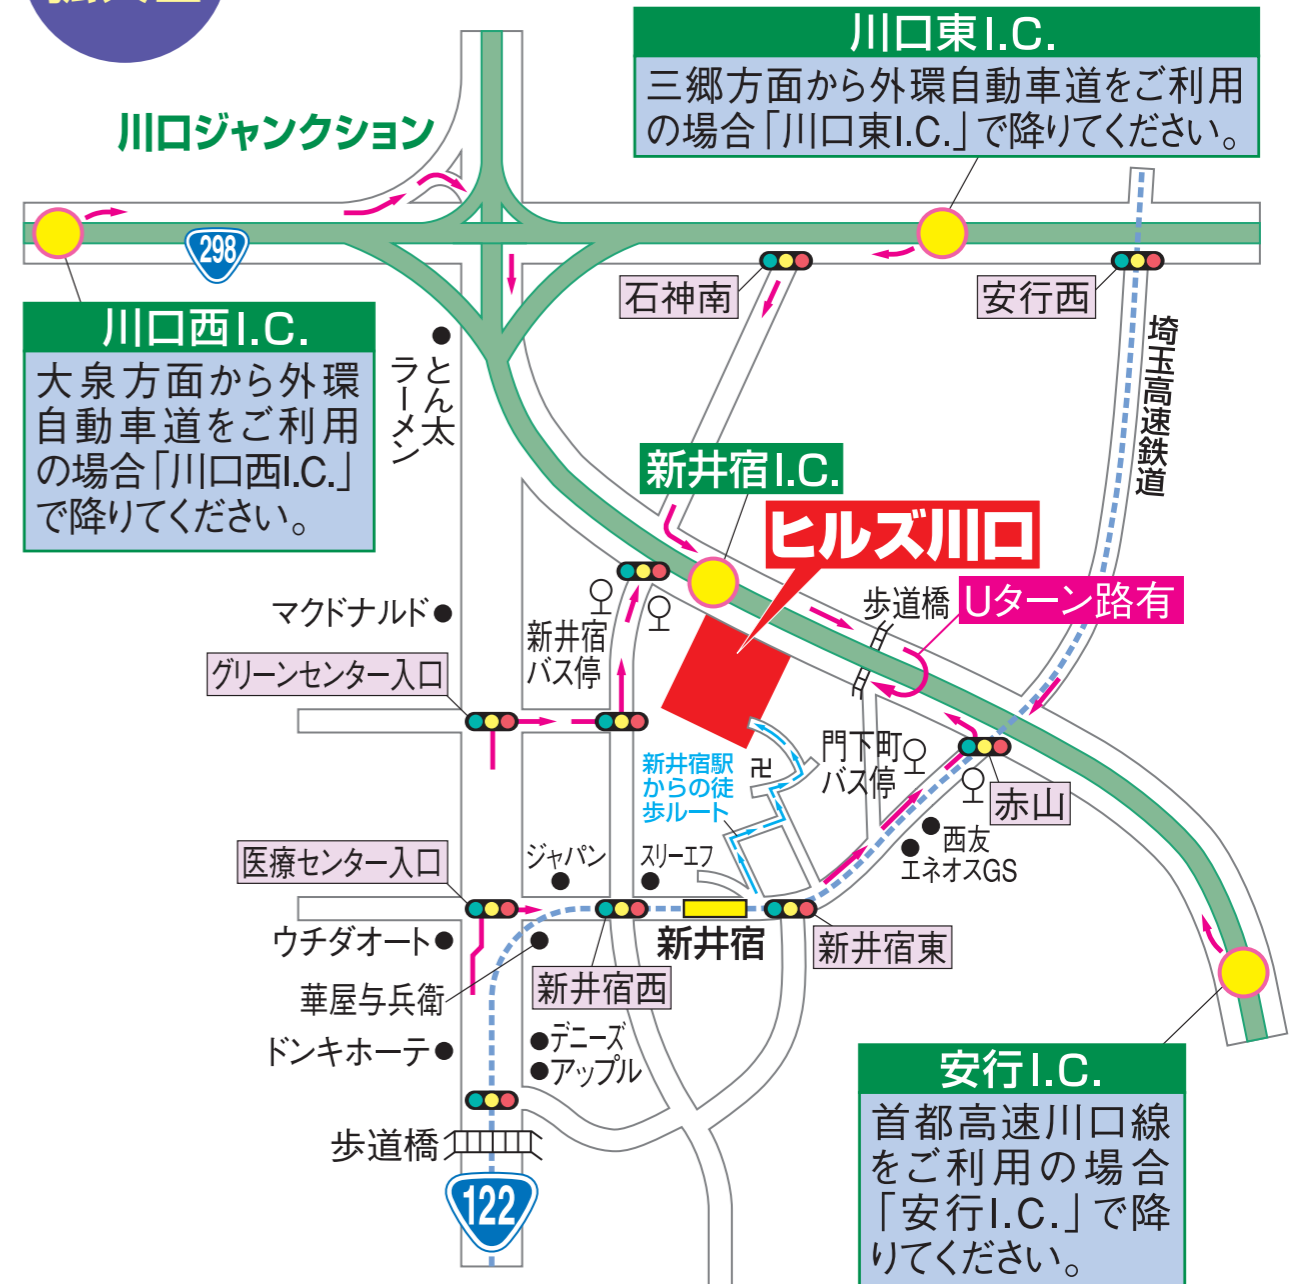 川口東I.C.
三郷方面から外環自動車道をご利用
の場合「川口東I.C.」で降りてください。
川口ジャンクション
298
石神南
安行西
川口西I.C.
大泉方面から外環
自動車道をご利用
の場合「川口西I.C.」
で降りてください。
とん太
ラーメン
埼玉高速鉄道
新井宿I.C.
ヒルズ川口
歩道橋
Uターン路有
マクドナルド
新井宿
バス停
グリーンセンター入口
新井宿駅
からの徒
歩ルート
卍
門下町
バス停
赤山
西友
エネオスGS
医療センター入口
ジャパン
スリーエフ
ウチダオート
新井宿
新井宿東
華屋与兵衛
新井宿西
ドンキホーテ
デニーズ
アップル
歩道橋
122
安行I.C.
首都高速川口線
をご利用の場合
「安行I.C.」で降
りてください。